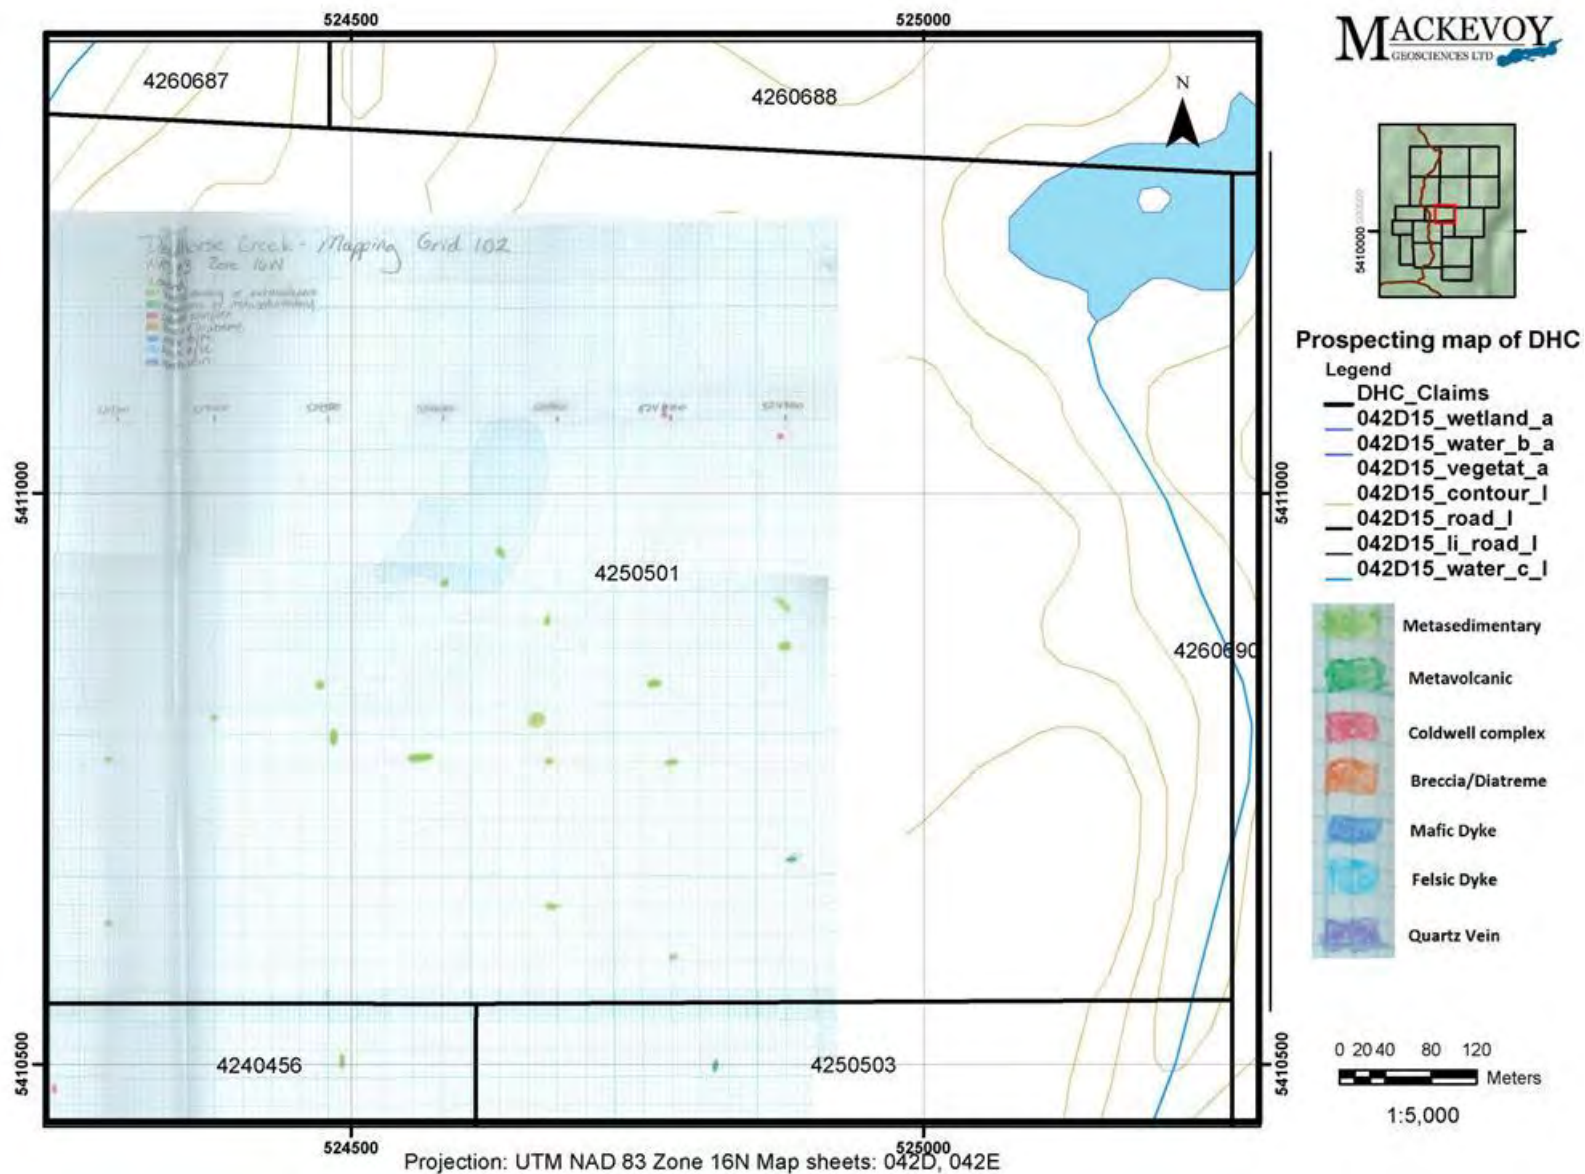 524500
525000
MACKEVOY
GEOSCIENCES LTD
4260687
4260688
N
5410000
Creek - Mapping Grid 102
Zone 16N
Prospecting map of DHC
Legend
DHC_Claims
042D15_wetland_a
042D15_water_b_a
042D15_vegetat_a
042D15_contour_l
042D15_road_l
042D15_li_road_l
042D15_water_c_l
5411000
5411000
4250501
4260690
Metasedimentary
Metavolcanic
Coldwell complex
Breccia/Diatreme
Mafic Dyke
Felsic Dyke
Quartz Vein
5410500
5410500
4240456
4250503
0 20 40 80 120
Meters
1:5,000
524500
525000
Projection: UTM NAD 83 Zone 16N Map sheets: 042D, 042E